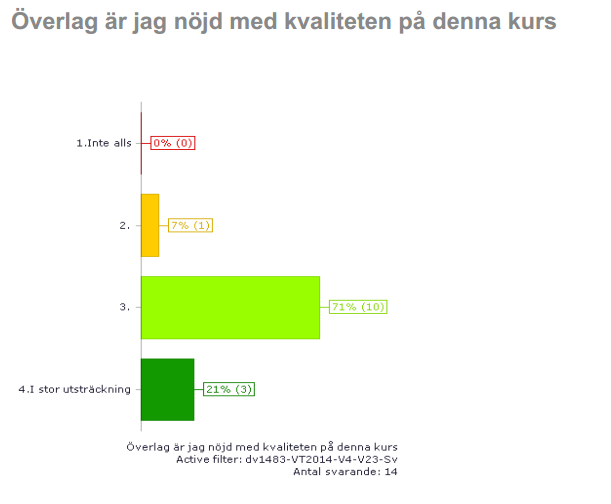 Överlag är jag nöjd med kvaliteten på denna kurs
1.Inte alls
0% (0)
2.
7% (1)
3.
71% (10)
4.I stor utsträckning
21% (3)
Överlag är jag nöjd med kvaliteten på denna kurs
Active filter: dv1483-VT2014-V4-V23-Sv
Antal svarande: 14